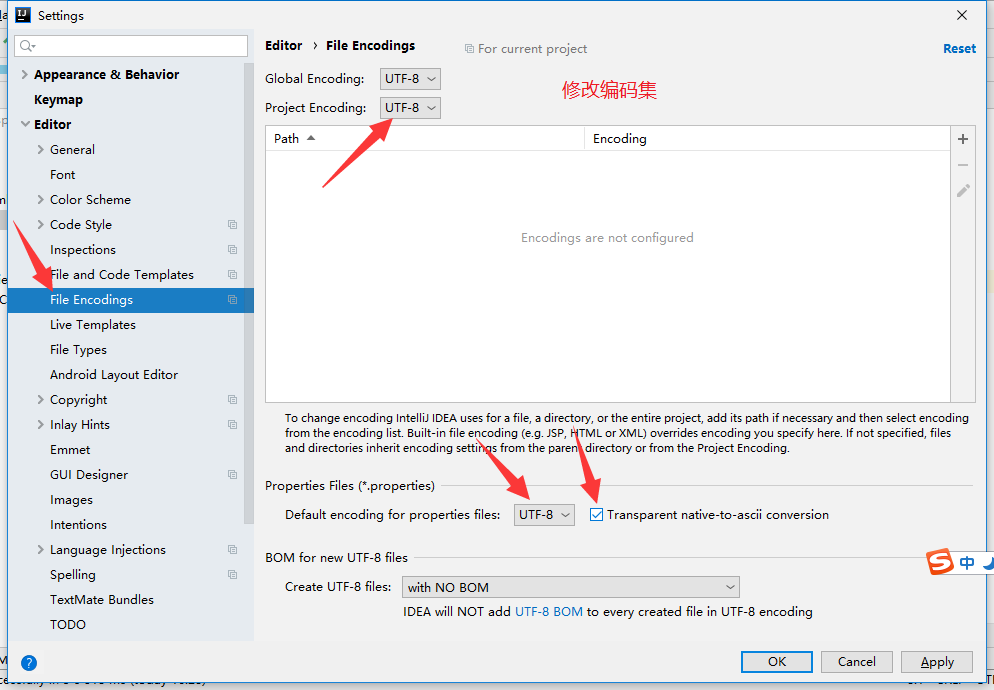 Settings
Editor › File Encodings
For current project
Reset
Appearance & Behavior
Keymap
Editor
General
Font
Color Scheme
Code Style
Inspections
File and Code Templates
File Encodings
Live Templates
File Types
Android Layout Editor
Copyright
Inlay Hints
Emmet
GUI Designer
Images
Intentions
Language Injections
Spelling
TextMate Bundles
TODO
Global Encoding: UTF-8
Project Encoding: UTF-8
修改编码集
Path Encoding
Encodings are not configured
To change encoding IntelliJ IDEA uses for a file, a directory, or the entire project, add its path if necessary and then select encoding
from the encoding list. Built-in file encoding (e.g. JSP, HTML or XML) overrides encoding you specify here. If not specified, files
and directories inherit encoding settings from the parent directory or from the Project Encoding.
Properties Files (*.properties)
Default encoding for properties files: UTF-8 Transparent native-to-ascii conversion
BOM for new UTF-8 files
Create UTF-8 files: with NO BOM
IDEA will NOT add UTF-8 BOM to every created file in UTF-8 encoding
中
OK Cancel Apply